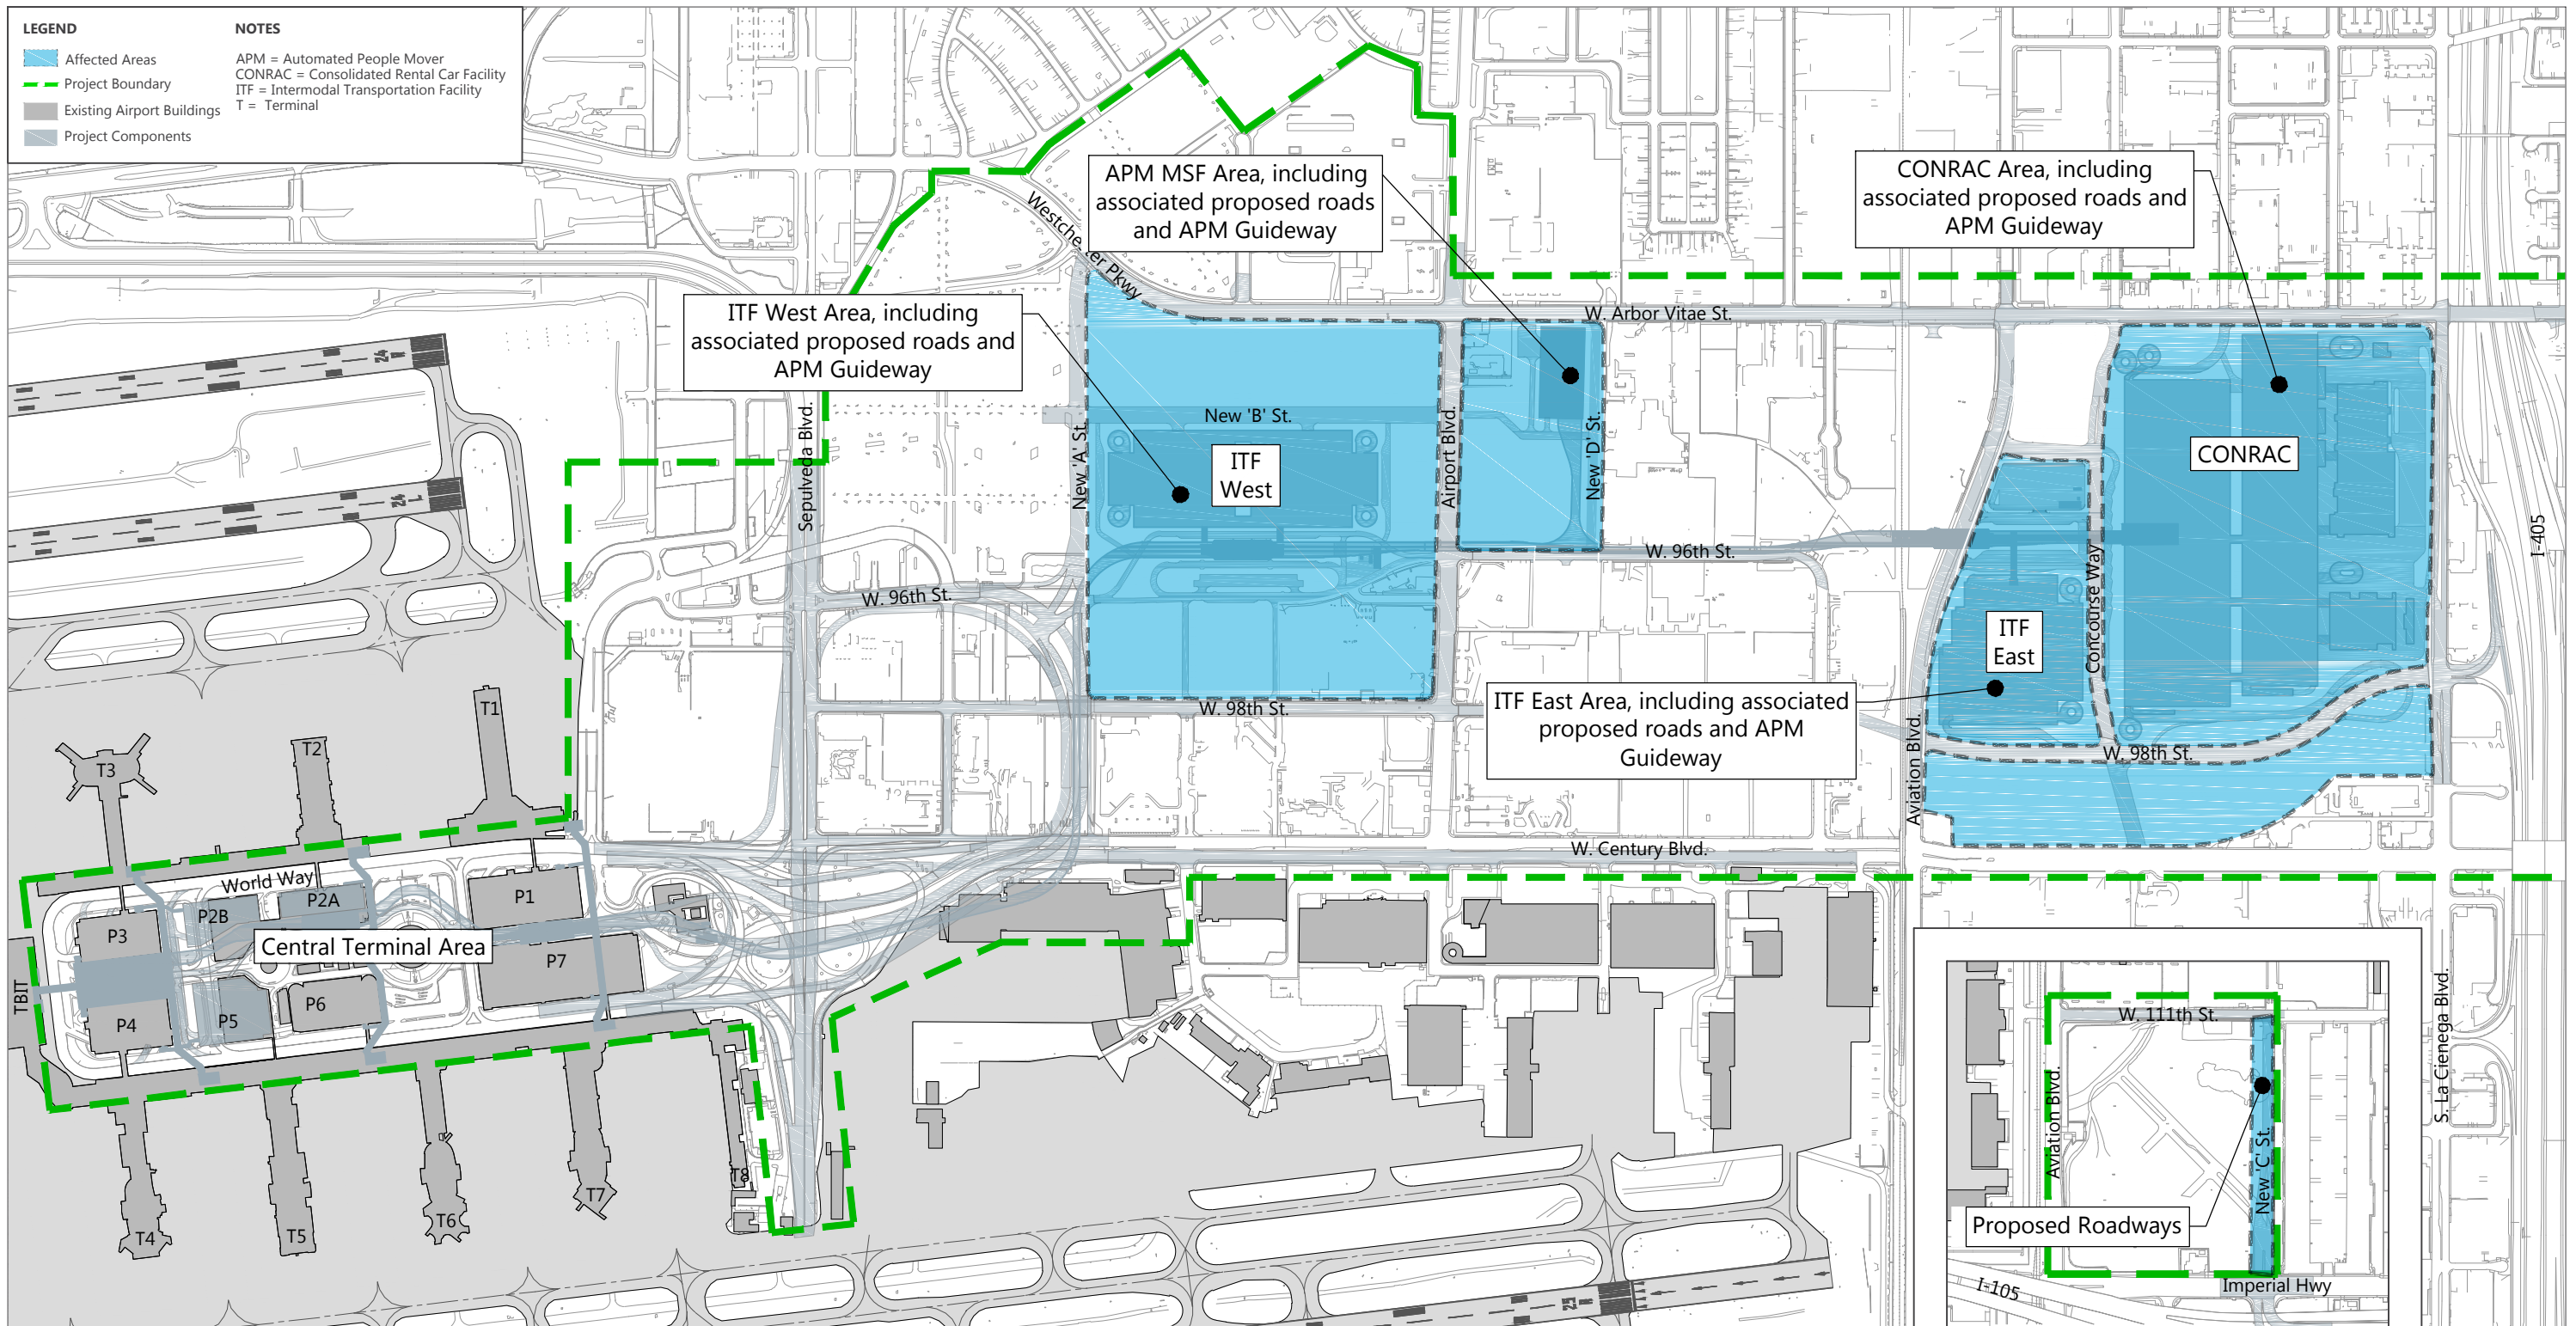 LEGEND
Affected Areas
Project Boundary
Existing Airport Buildings
Project Components
NOTES
APM = Automated People Mover
CONRAC = Consolidated Rental Car Facility
ITF = Intermodal Transportation Facility
T = Terminal
Westchester Pkwy
APM MSF Area, including
associated proposed roads
and APM Guideway
CONRAC Area, including
associated proposed roads and
APM Guideway
ITF West Area, including
associated proposed roads and
APM Guideway
W. Arbor Vitae St.
24
R
24
L
Sepulveda Blvd.
New 'A' St.
New 'B' St.
ITF
West
Airport Blvd.
New 'D' St.
CONRAC
I-405
W. 96th St.
W. 96th St.
Concourse Way
ITF
East
ITF East Area, including associated
proposed roads and APM
Guideway
W. 98th St.
W. 98th St.
Aviation Blvd.
W. Century Blvd.
T1
T2
T3
World Way
P1
P2A
P2B
P3
Central Terminal Area
P7
TBIT
P4
P5
P6
T8
T7
T6
T5
T4
S. La Cienega Blvd.
W. 111th St.
Aviation Blvd.
New 'C' St.
Proposed Roadways
Imperial Hwy
I-105